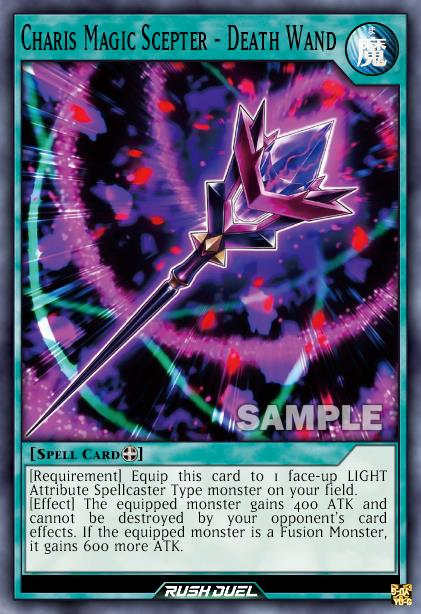 Charis Magic Scepter - Death Wand
ま
魔
SAMPLE
[Spell Card]
[Requirement] Equip this card to 1 face-up LIGHT
Attribute Spellcaster Type monster on your field.
[Effect] The equipped monster gains 400 ATK and
cannot be destroyed by your opponent's card
effects. If the equipped monster is a Fusion Monster,
it gains 600 more ATK.
RUSH DUEL